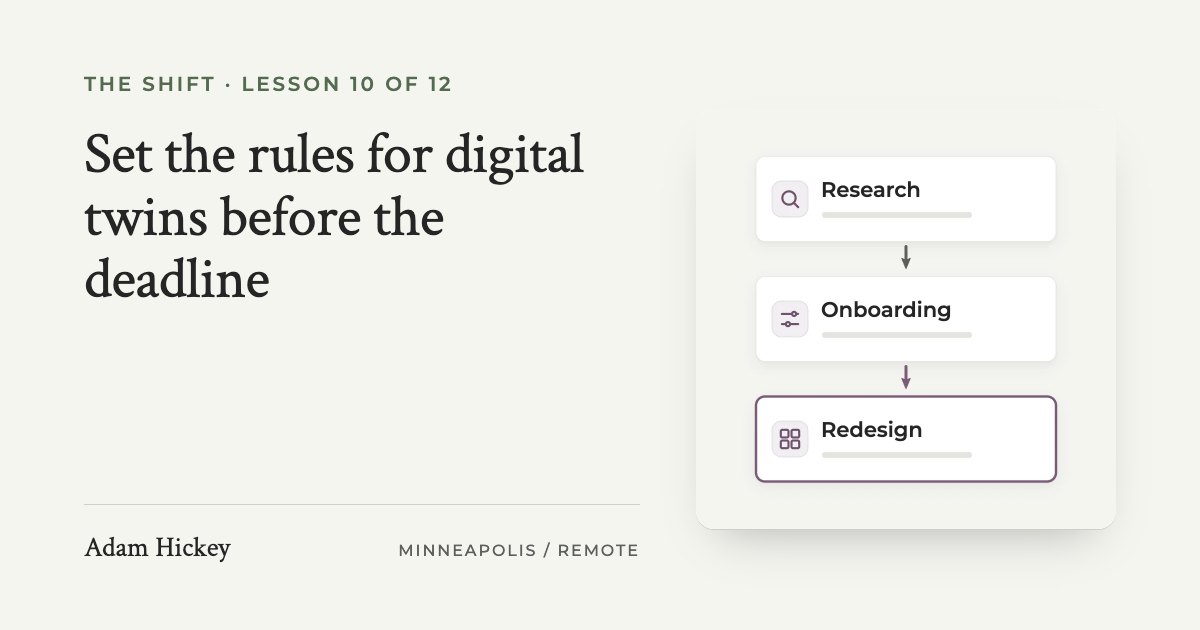 THE SHIFT · LESSON 10 OF 12
Set the rules for digital
twins before the
deadline
Adam Hickey
MINNEAPOLIS / REMOTE
Research
Onboarding
Redesign